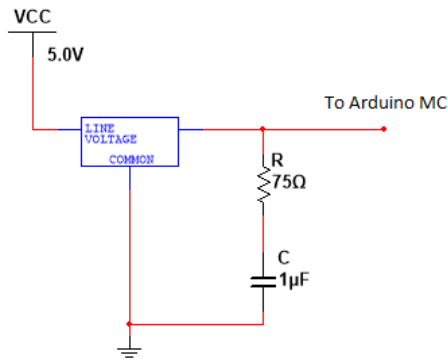 VCC
5.0V
To Arduino MC
LINE
VOLTAGE
COMMON
R
75Ω
C
1µF